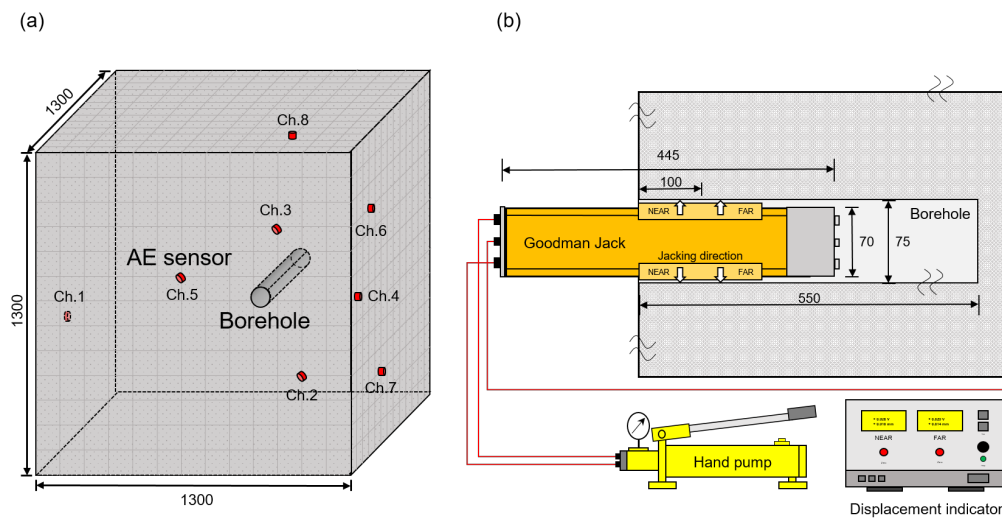 (a)
1300
1300
1300
Ch.8
Ch.3
Ch.6
AE sensor
Ch.5
Ch.4
Ch.1
Borehole
Ch.2
Ch.7
(b)
445
100
NEAR
FAR
Borehole
Goodman Jack
70
75
Jacking direction
NEAR
FAR
550
Hand pump
NEAR
FAR
Displacement indicator